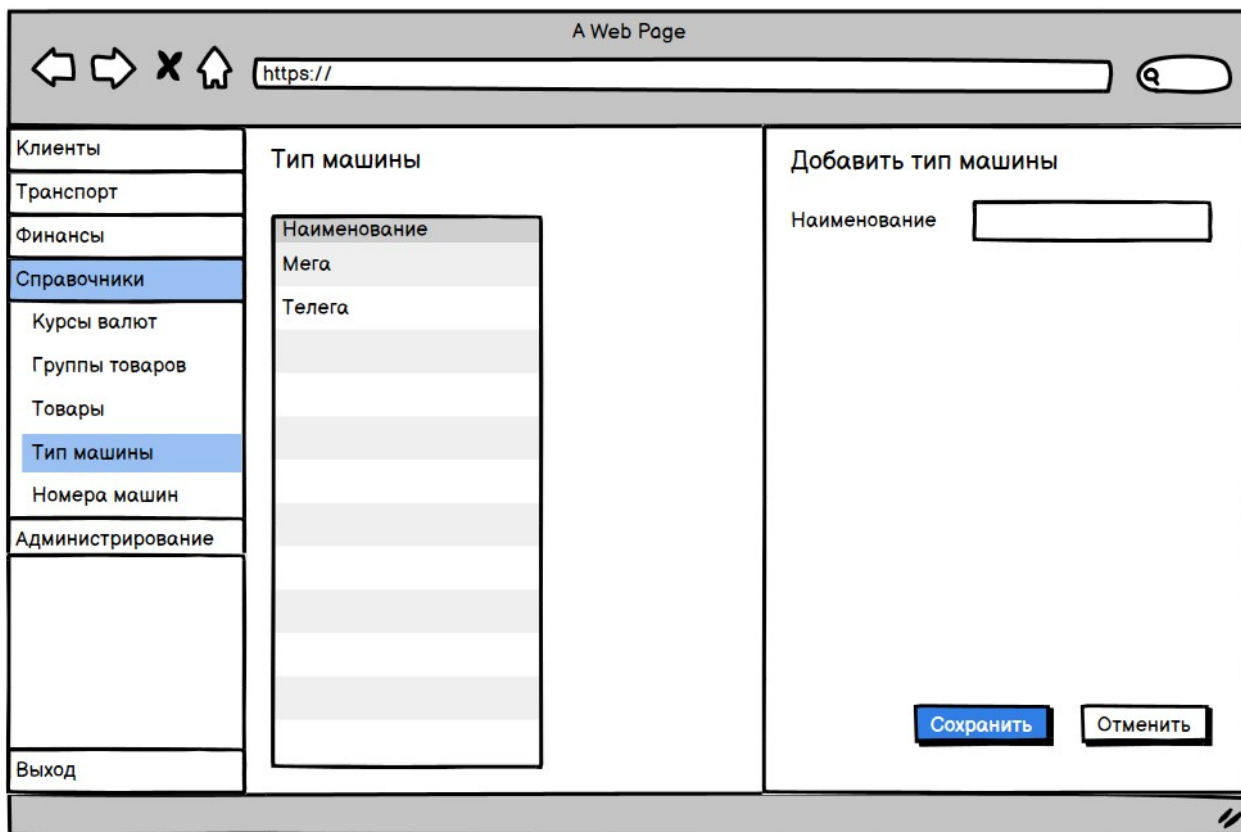 A Web Page
https://
Клиенты
Транспорт
Финансы
Справочники
Курсы валют
Группы товаров
Товары
Тип машины
Номера машин
Администрирование
Выход
Тип машины
Наименование
Мега
Телега
Добавить тип машины
Наименование
Сохранить
Отменить